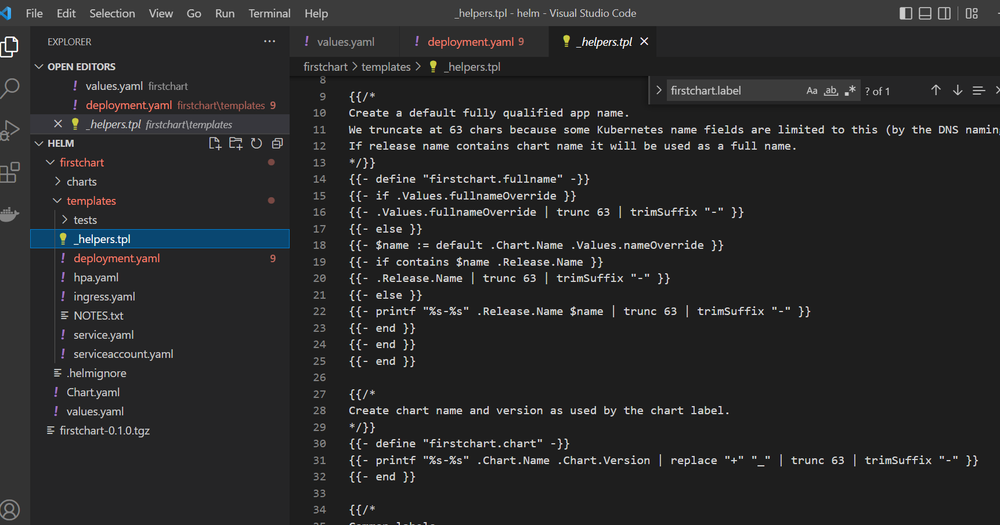 File Edit Selection View Go Run Terminal Help
_helpers.tpl - helm - Visual Studio Code
EXPLORER
OPEN EDITORS
values.yaml firstchart
deployment.yaml firstchart\templates 9
_helpers.tpl firstchart\templates
HELM
firstchart
charts
templates
tests
_helpers.tpl
deployment.yaml 9
hpa.yaml
ingress.yaml
NOTES.txt
service.yaml
serviceaccount.yaml
.helmignore
Chart.yaml
values.yaml
firstchart-0.1.0.tgz
values.yaml deployment.yaml 9 _helpers.tpl
firstchart > templates > _helpers.tpl
firstchart.label Aa ab .* ? of 1
8
9 {{/*
10 Create a default fully qualified app name.
11 We truncate at 63 chars because some Kubernetes name fields are limited to this (by the DNS naming
12 If release name contains chart name it will be used as a full name.
13 */}}
14 {{- define "firstchart.fullname" -}}
15 {{- if .Values.fullnameOverride }}
16 {{- .Values.fullnameOverride | trunc 63 | trimSuffix "-" }}
17 {{- else }}
18 {{- $name := default .Chart.Name .Values.nameOverride }}
19 {{- if contains $name .Release.Name }}
20 {{- .Release.Name | trunc 63 | trimSuffix "-" }}
21 {{- else }}
22 {{- printf "%s-%s" .Release.Name $name | trunc 63 | trimSuffix "-" }}
23 {{- end }}
24 {{- end }}
25 {{- end }}
26
27 {{/*
28 Create chart name and version as used by the chart label.
29 */}}
30 {{- define "firstchart.chart" -}}
31 {{- printf "%s-%s" .Chart.Name .Chart.Version | replace "+" "_" | trunc 63 | trimSuffix "-" }}
32 {{- end }}
33
34 {{/*
35 Common labels